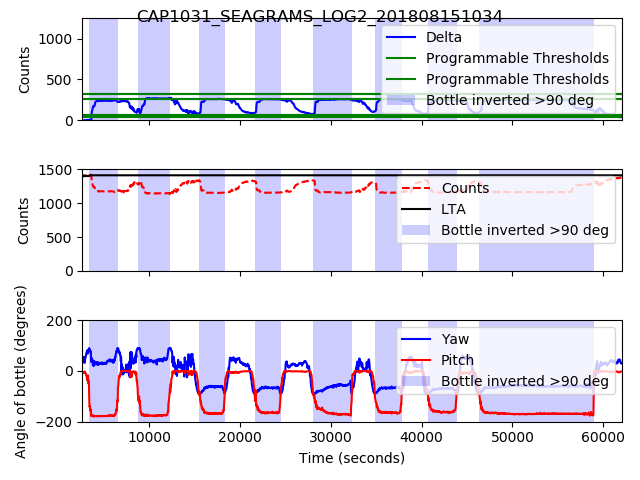 CAP1031_SEAGRAMS_LOG2_201808151034
1000
500
0
Counts
Delta
Programmable Thresholds
Programmable Thresholds
Bottle inverted >90 deg
1500
1000
500
0
Counts
Counts
LTA
Bottle inverted >90 deg
200
0
−200
Angle of bottle (degrees)
Yaw
Pitch
Bottle inverted >90 deg
10000 20000 30000 40000 50000 60000
Time (seconds)